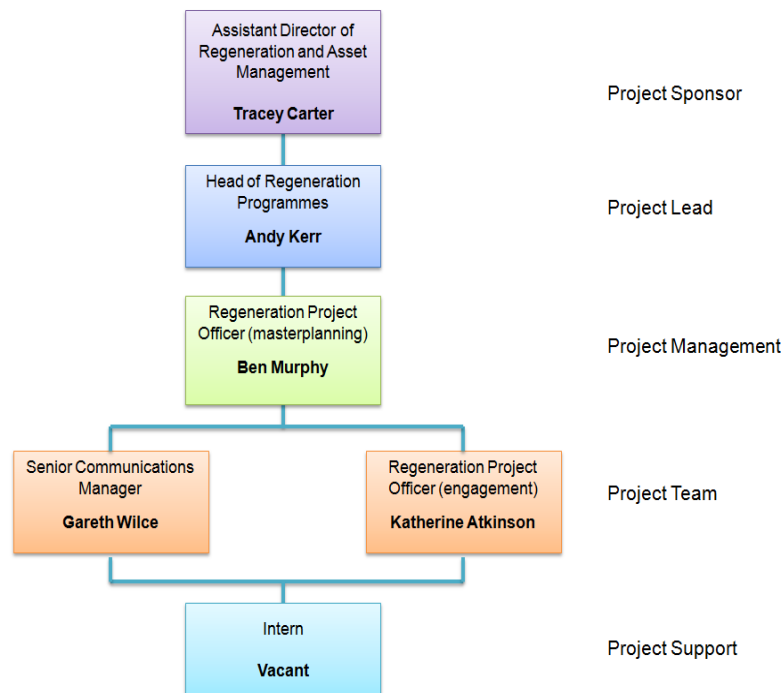 Assistant Director of
Regeneration and Asset
Management
Tracey Carter
Project Sponsor
Head of Regeneration
Programmes
Andy Kerr
Project Lead
Regeneration Project
Officer (masterplanning)
Ben Murphy
Project Management
Senior Communications
Manager
Gareth Wilce
Regeneration Project
Officer (engagement)
Katherine Atkinson
Project Team
Intern
Vacant
Project Support